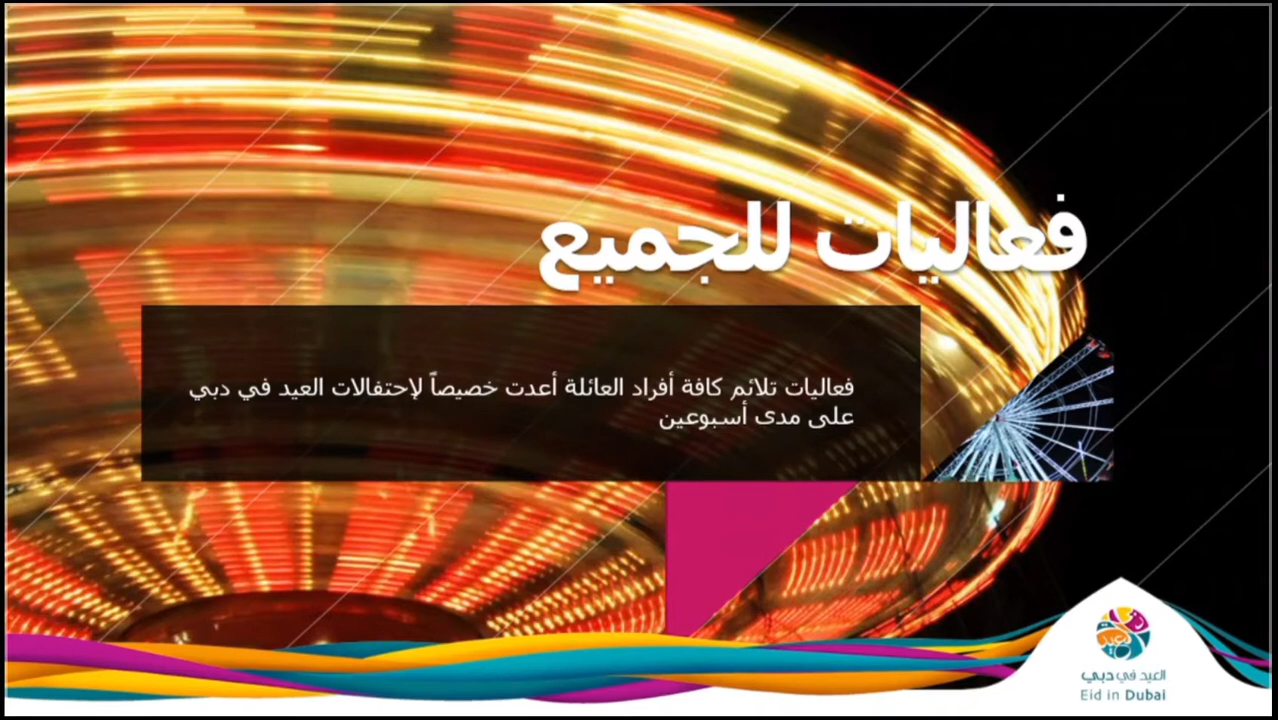 فعاليات للجميع
فعاليات تلائم كافة أفراد العائلة أعدت خصيصاً لإحتفالات العيد في دبي
على مدى أسبوعين
العيد في دبي
Eid in Dubai